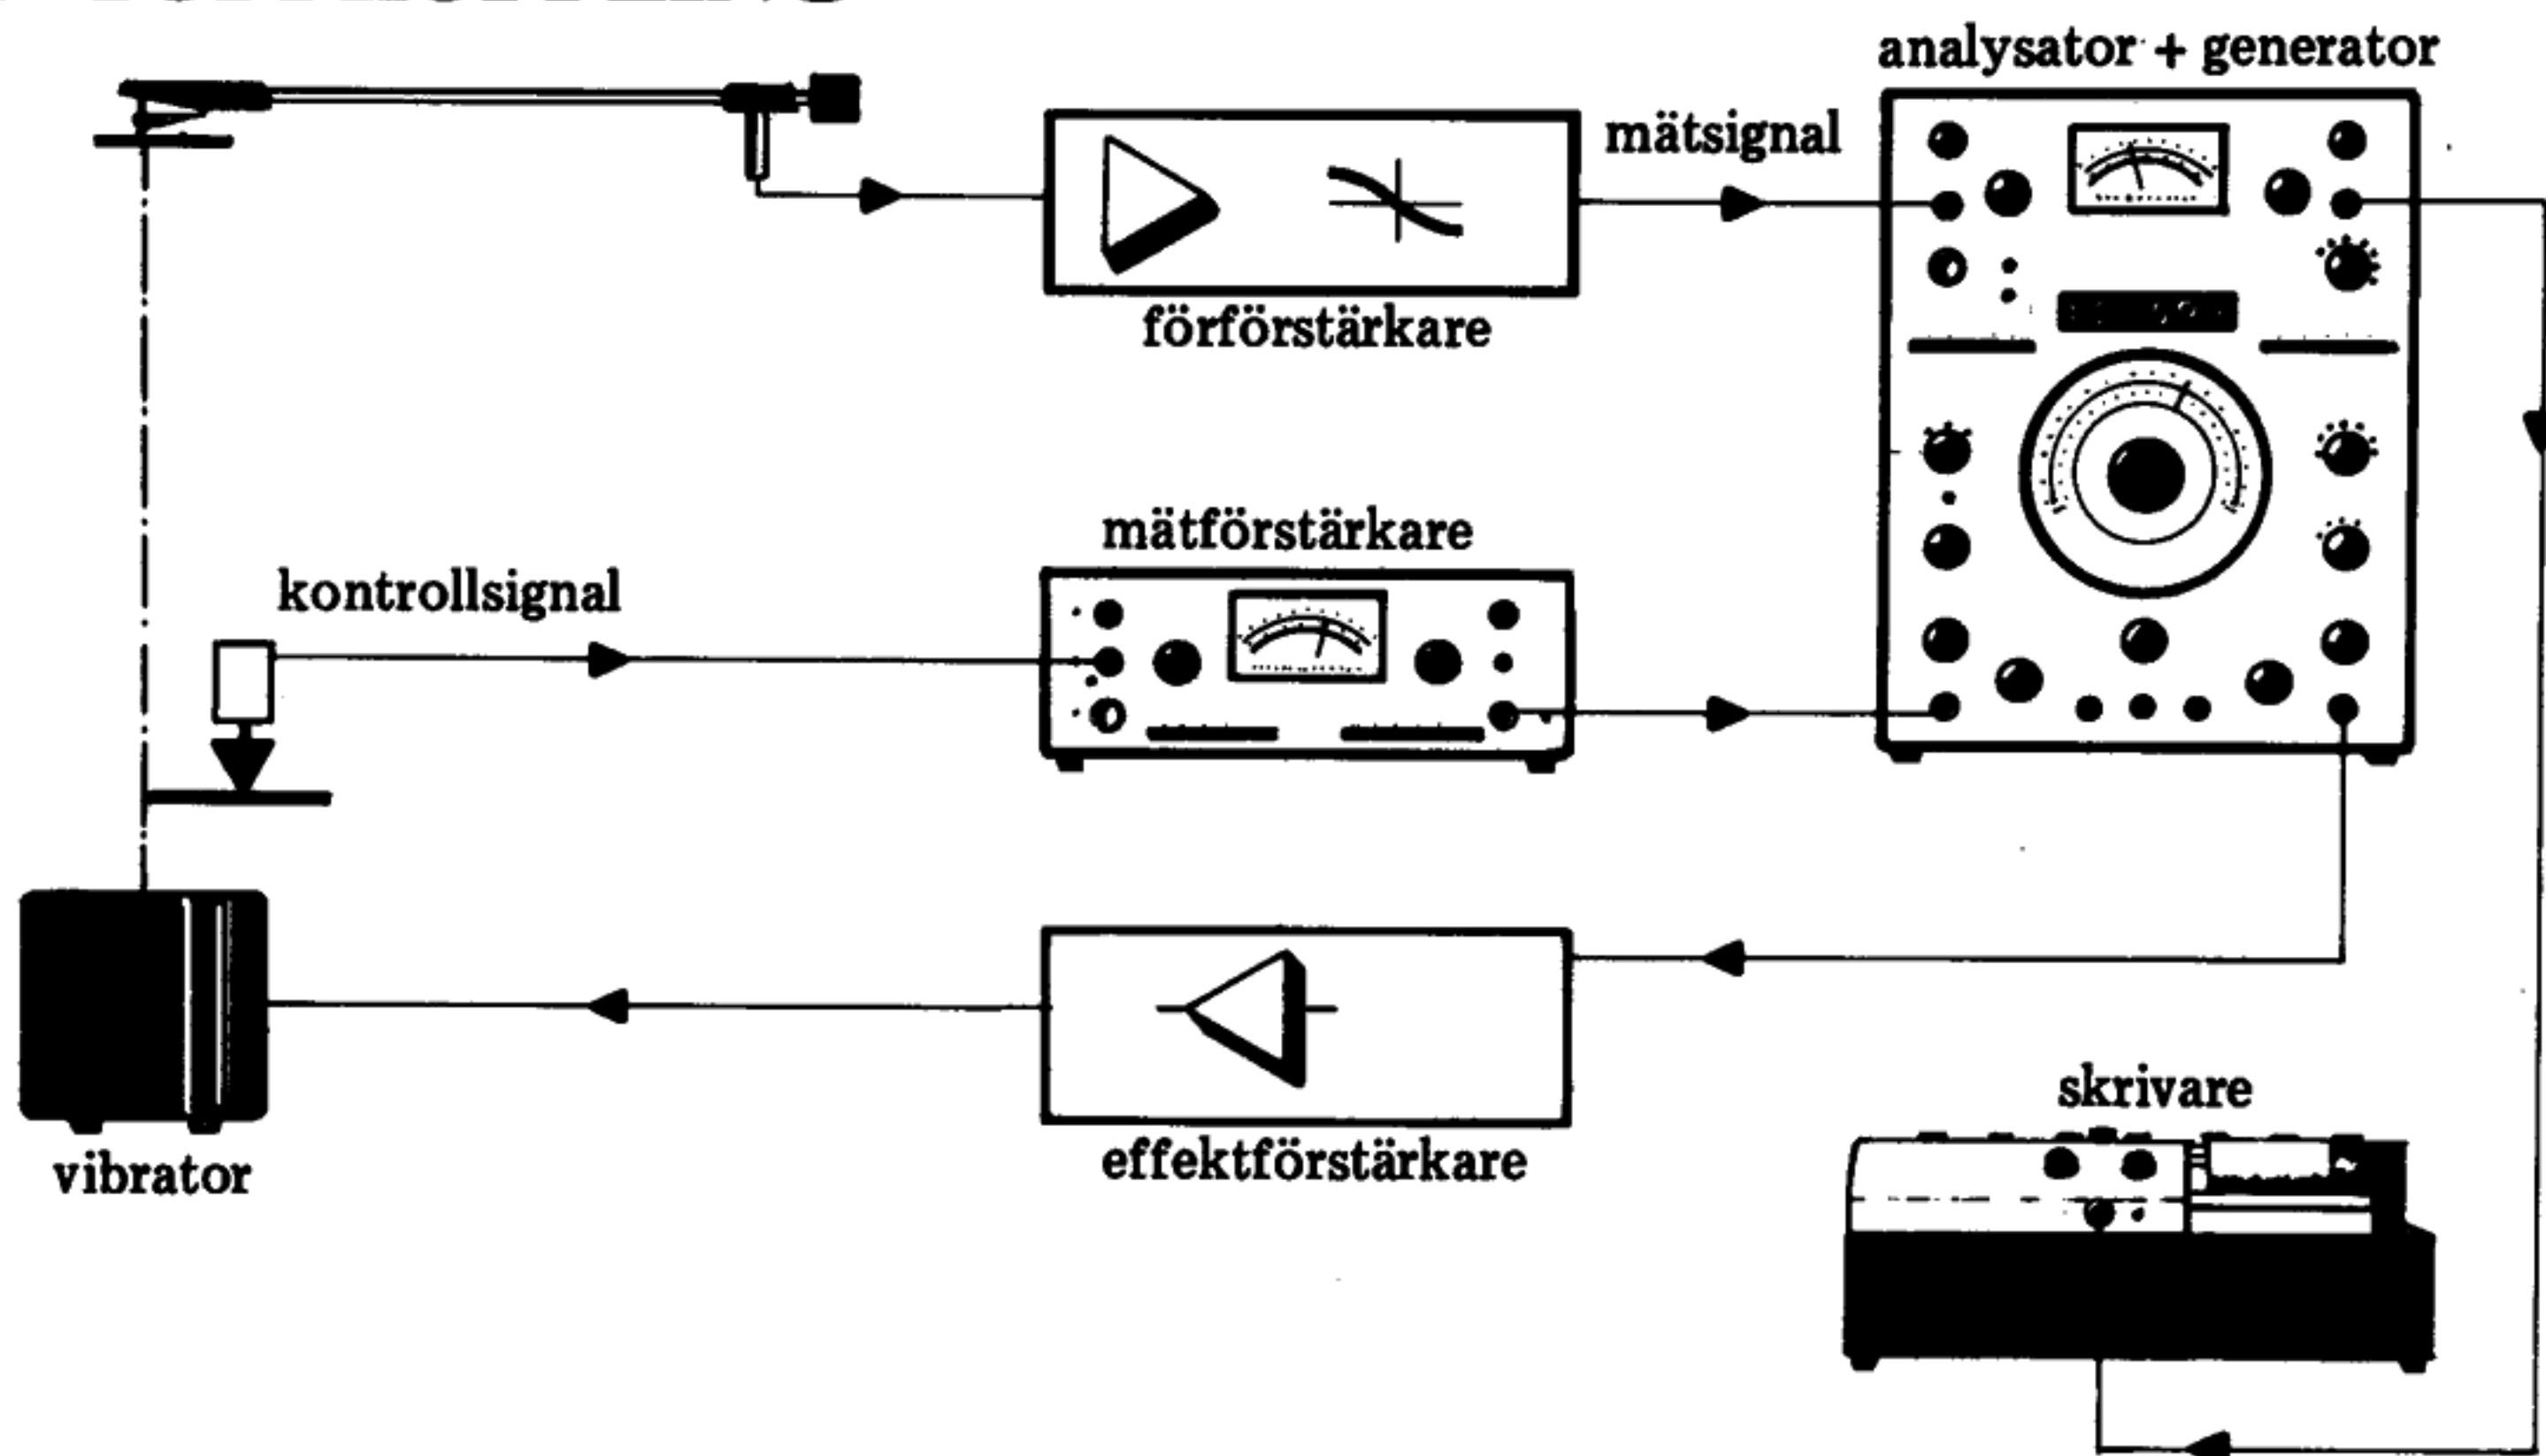 analysator + generator
mätsignal
förförstärkare
mätförstärkare
kontrollsignal
effektförstärkare
vibrator
skrivare